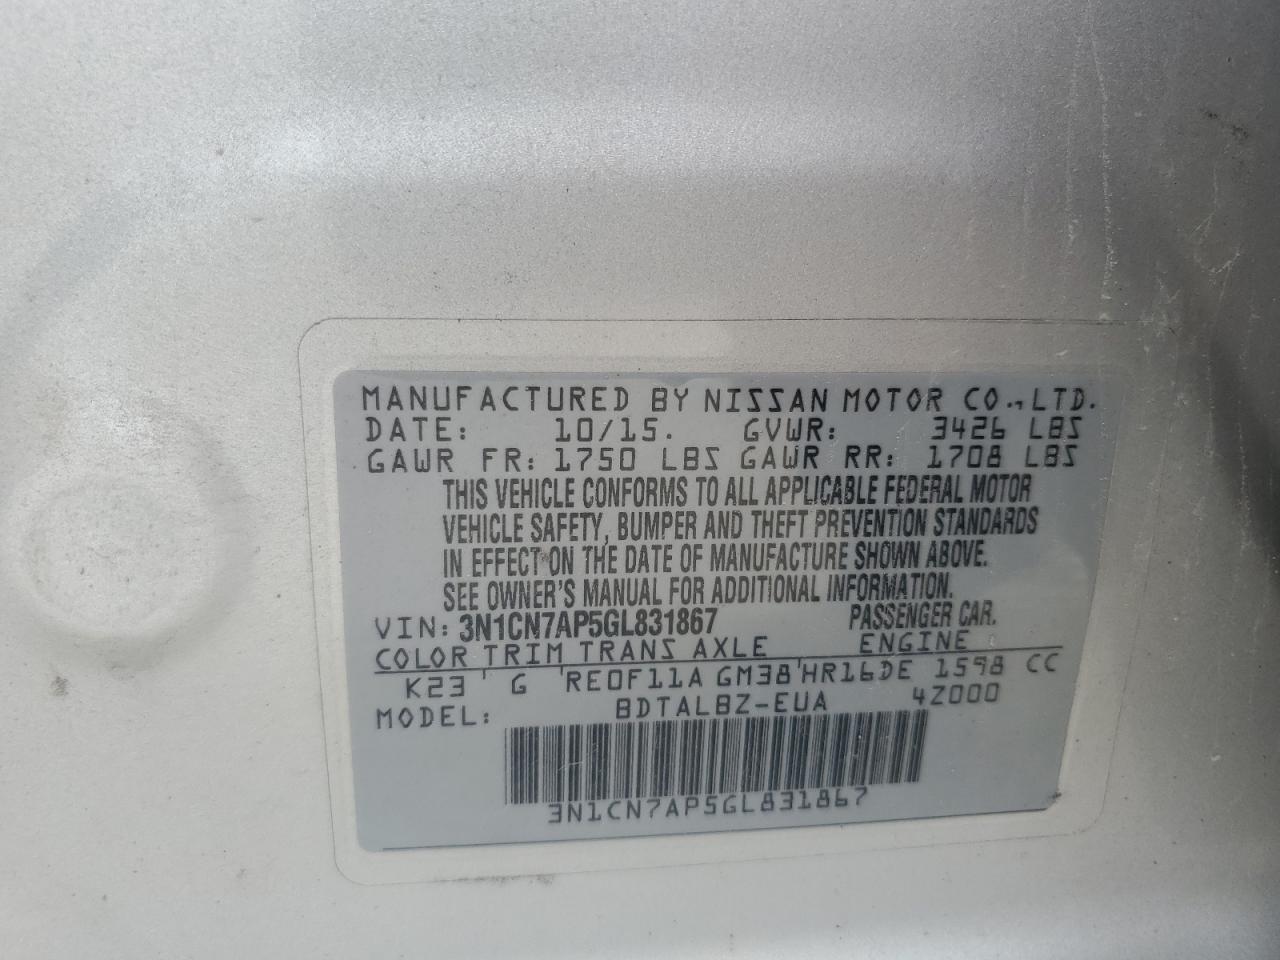 MANUFACTURED BY NISSAN MOTOR CO.,LTD.
DATE: 10/15. GVWR: 3426 LBS
GAWR FR: 1750 LBS GAWR RR: 1708 LBS
THIS VEHICLE CONFORMS TO ALL APPLICABLE FEDERAL MOTOR
VEHICLE SAFETY, BUMPER AND THEFT PREVENTION STANDARDS
IN EFFECT ON THE DATE OF MANUFACTURE SHOWN ABOVE.
SEE OWNER'S MANUAL FOR ADDITIONAL INFORMATION.
VIN: 3N1CN7AP5GL831867 PASSENGER CAR.
COLOR TRIM TRANS AXLE ENGINE
K23 ' G ' RE0F11A GM38 ' HR16DE 1598 CC
MODEL: BDTALBZ-EUA 4Z000
3N1CN7AP5GL831867